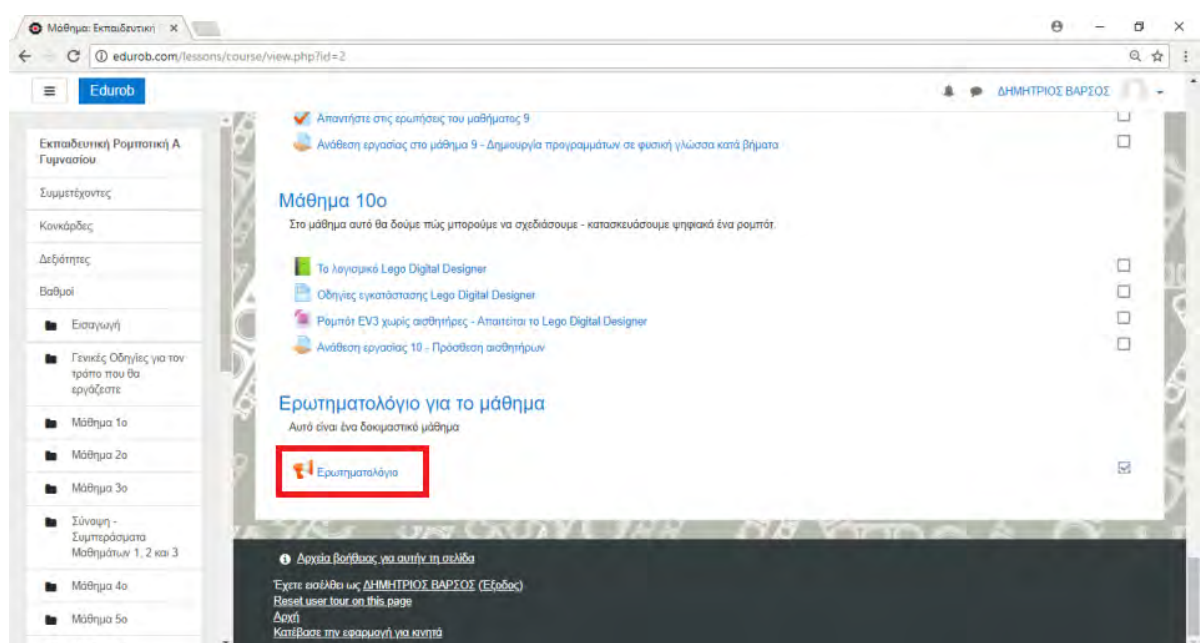 Μάθημα: Εκπαιδευτική
edurob.com/lessons/course/view.php?id=2
Edurob
ΔΗΜΗΤΡΙΟΣ ΒΑΡΣΟΣ
Εκπαιδευτική Ρομποτική Α
Γυμνασίου
Συμμετέχοντες
Κονκάρδες
Δεξιότητες
Βαθμοί
Εισαγωγή
Γενικές Οδηγίες για τον
τρόπο που θα
εργάζεστε
Μάθημα 1ο
Μάθημα 2ο
Μάθημα 3ο
Σύνοψη -
Συμπεράσματα
Μαθημάτων 1, 2 και 3
Μάθημα 4ο
Μάθημα 5ο
Απαντήστε στις ερωτήσεις του μαθήματος 9
Ανάθεση εργασίας στο μάθημα 9 - Δημιουργία προγραμμάτων σε φυσική γλώσσα κατά βήματα
Μάθημα 10ο
Στο μάθημα αυτό θα δούμε πώς μπορούμε να σχεδιάσουμε - κατασκευάσουμε ψηφιακά ένα ρομπότ.
Το λογισμικό Lego Digital Designer
Οδηγίες εγκατάστασης Lego Digital Designer
Ρομπότ EV3 χωρίς αισθητήρες - Απαιτείται το Lego Digital Designer
Ανάθεση εργασίας 10 - Πρόσθεση αισθητήρων
Ερωτηματολόγιο για το μάθημα
Αυτό είναι ένα δοκιμαστικό μάθημα
Ερωτηματολόγιο
Αρχεία βοήθειας για αυτήν τη σελίδα
Έχετε εισέλθει ως ΔΗΜΗΤΡΙΟΣ ΒΑΡΣΟΣ (Έξοδος)
Reset user tour on this page
Αρχή
Κατέβασε την εφαρμογή για κινητά